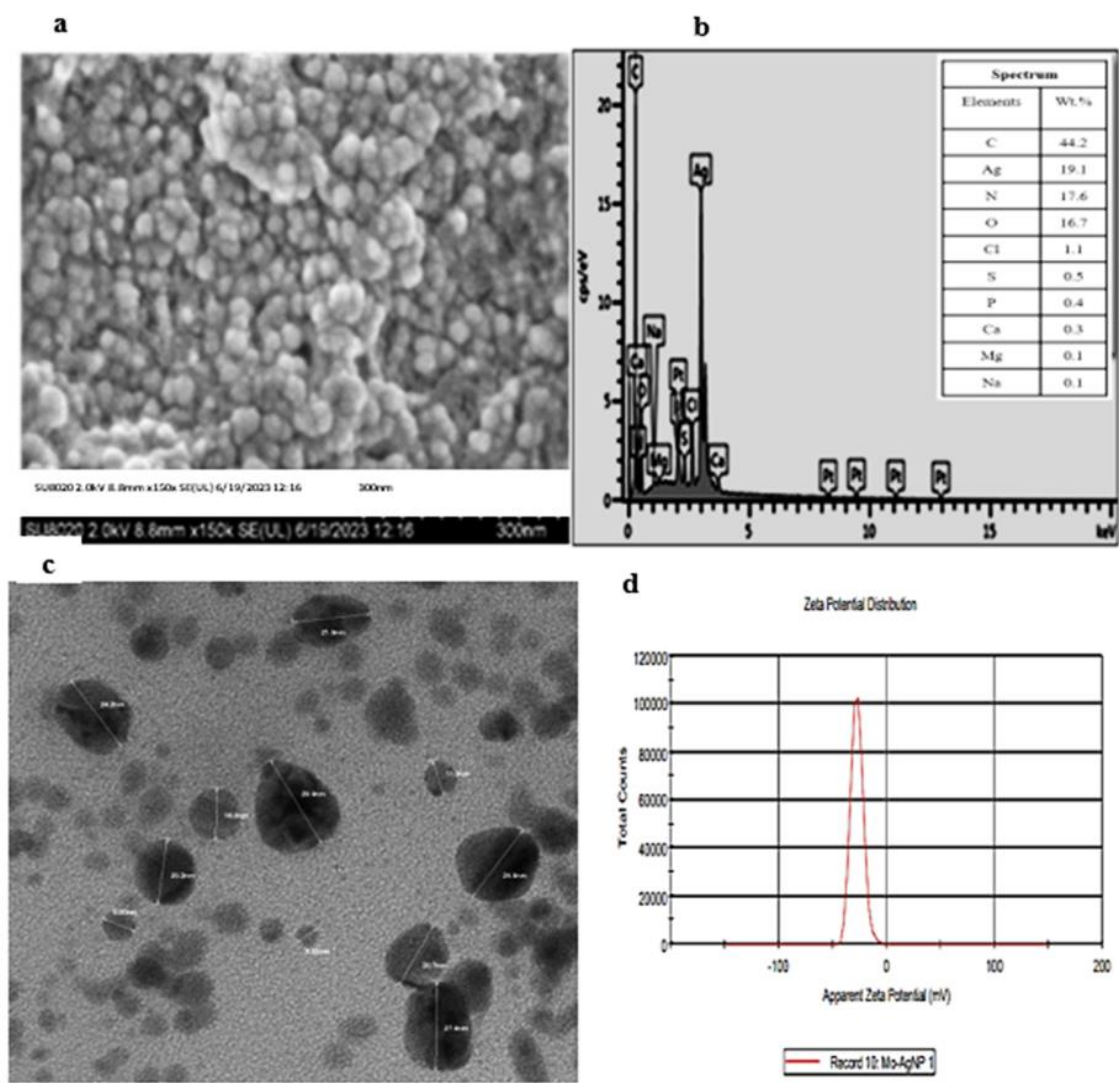 a
SU8020 2.0kV 8.8mm x150x SE(UL) 6/19/2023 12:16 300nm
SU8020 2.0kV 8.8mm x150k SE(UL) 6/19/2023 12:16 300nm
b
cps/eV
20
15
10
5
0
C
Ag
Na
Ca
O
Pt
O
S
Mg
Ca
Pt
Pt
Pt
Pt
0 5 10 15 keV
Spectrum
Elements Wt.%
C 44.2
Ag 19.1
N 17.6
O 16.7
Cl 1.1
S 0.5
P 0.4
Ca 0.3
Mg 0.1
Na 0.1
c
20.2nm
27.4nm
d
Zeta Potential Distribution
Total Counts
120000
100000
80000
60000
40000
20000
0
-100 0 100 200
Apparent Zeta Potential (mV)
Record 10: Mo-AgNP 1